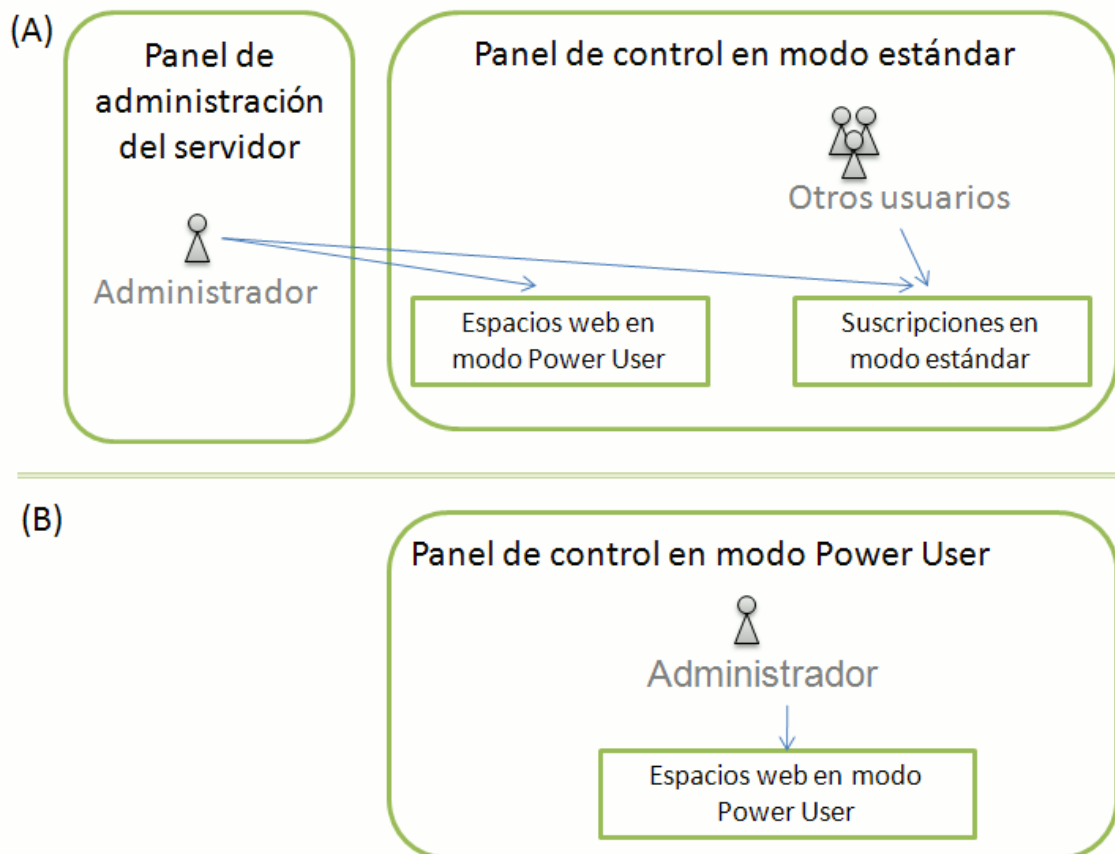 (A)
Panel de
administración
del servidor
Administrador
Panel de control en modo estándar
Otros usuarios
Espacios web en
modo Power User
Suscripciones en
modo estándar
(B)
Panel de control en modo Power User
Administrador
Espacios web en modo
Power User